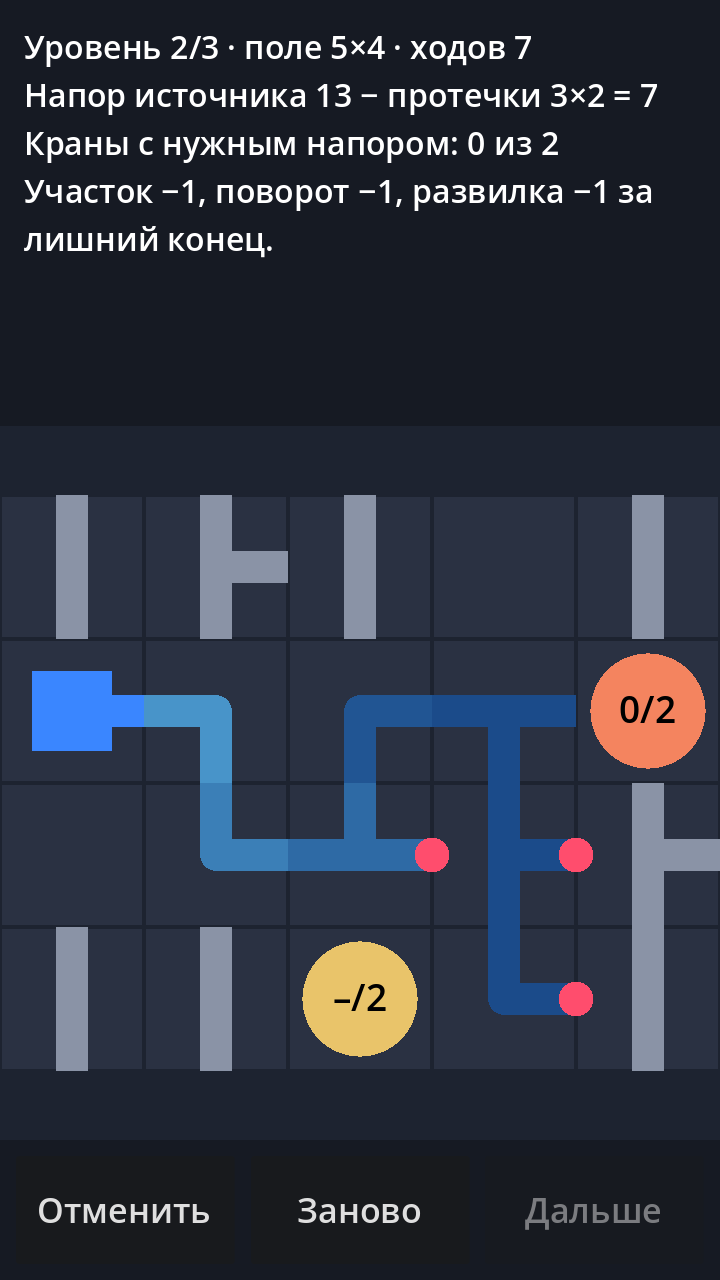 Уровень 2/3 · поле 5×4 · ходов 7
Напор источника 13 − протечки 3×2 = 7
Краны с нужным напором: 0 из 2
Участок −1, поворот −1, развилка −1 за
лишний конец.
0/2
–/2
Отменить Заново Дальше